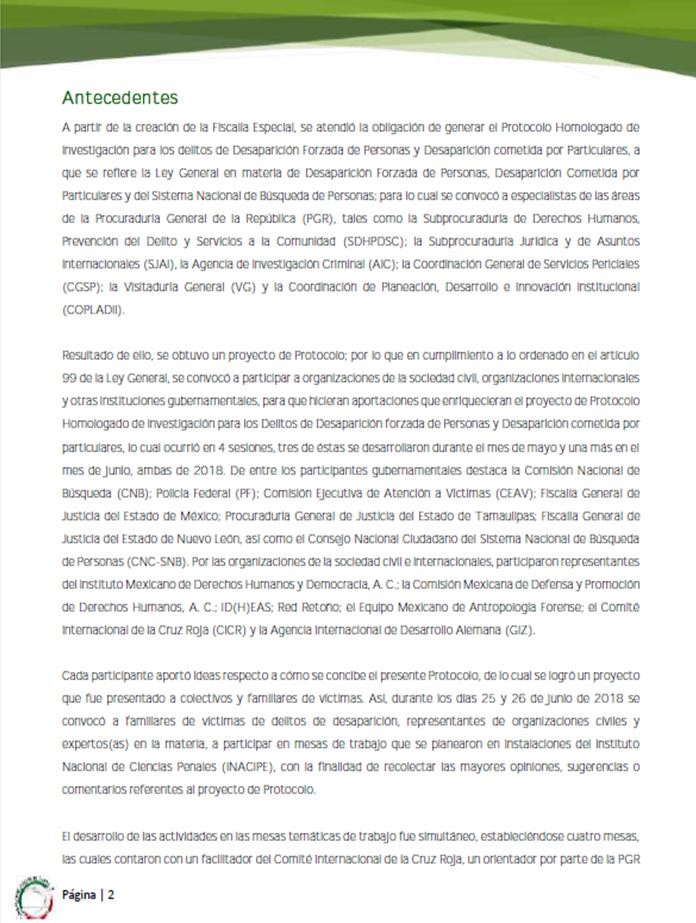 Antecedentes
A partir de la creación de la Fiscalía Especial, se atendió la obligación de generar el Protocolo Homologado de
Investigación para los delitos de Desaparición Forzada de Personas y Desaparición cometida por Particulares, a
que se refiere la Ley General en materia de Desaparición Forzada de Personas, Desaparición Cometida por
Particulares y del Sistema Nacional de Búsqueda de Personas; para lo cual se convocó a especialistas de las áreas
de la Procuraduría General de la República (PGR), tales como la Subprocuraduría de Derechos Humanos,
Prevención del Delito y Servicios a la Comunidad (SDHPDSC); la Subprocuraduría Jurídica y de Asuntos
Internacionales (SJAI), la Agencia de Investigación Criminal (AIC); la Coordinación General de Servicios Periciales
(CGSP); la Visitaduría General (VG) y la Coordinación de Planeación, Desarrollo e Innovación Institucional
(COPLADII).
Resultado de ello, se obtuvo un proyecto de Protocolo; por lo que en cumplimiento a lo ordenado en el artículo
99 de la Ley General, se convocó a participar a organizaciones de la sociedad civil, organizaciones internacionales
y otras instituciones gubernamentales, para que hicieran aportaciones que enriquecieran el proyecto de Protocolo
Homologado de Investigación para los Delitos de Desaparición forzada de Personas y Desaparición cometida por
particulares, lo cual ocurrió en 4 sesiones, tres de éstas se desarrollaron durante el mes de mayo y una más en el
mes de junio, ambas de 2018. De entre los participantes gubernamentales destaca la Comisión Nacional de
Búsqueda (CNB); Policía Federal (PF); Comisión Ejecutiva de Atención a Víctimas (CEAV); Fiscalía General de
Justicia del Estado de México; Procuraduría General de Justicia del Estado de Tamaulipas; Fiscalía General de
Justicia del Estado de Nuevo León, así como el Consejo Nacional Ciudadano del Sistema Nacional de Búsqueda
de Personas (CNC-SNB). Por las organizaciones de la sociedad civil e internacionales, participaron representantes
del Instituto Mexicano de Derechos Humanos y Democracia, A. C.; la Comisión Mexicana de Defensa y Promoción
de Derechos Humanos, A. C.; ID(H)EAS; Red Retoño; el Equipo Mexicano de Antropología Forense; el Comité
Internacional de la Cruz Roja (CICR) y la Agencia Internacional de Desarrollo Alemana (GIZ).
Cada participante aportó ideas respecto a cómo se concibe el presente Protocolo, de lo cual se logró un proyecto
que fue presentado a colectivos y familiares de víctimas. Así, durante los días 25 y 26 de junio de 2018 se
convocó a familiares de víctimas de delitos de desaparición, representantes de organizaciones civiles y
expertos(as) en la materia, a participar en mesas de trabajo que se planearon en instalaciones del Instituto
Nacional de Ciencias Penales (INACIPE), con la finalidad de recolectar las mayores opiniones, sugerencias o
comentarios referentes al proyecto de Protocolo.
El desarrollo de las actividades en las mesas temáticas de trabajo fue simultáneo, estableciéndose cuatro mesas,
las cuales contaron con un facilitador del Comité Internacional de la Cruz Roja, un orientador por parte de la PGR
Página | 2